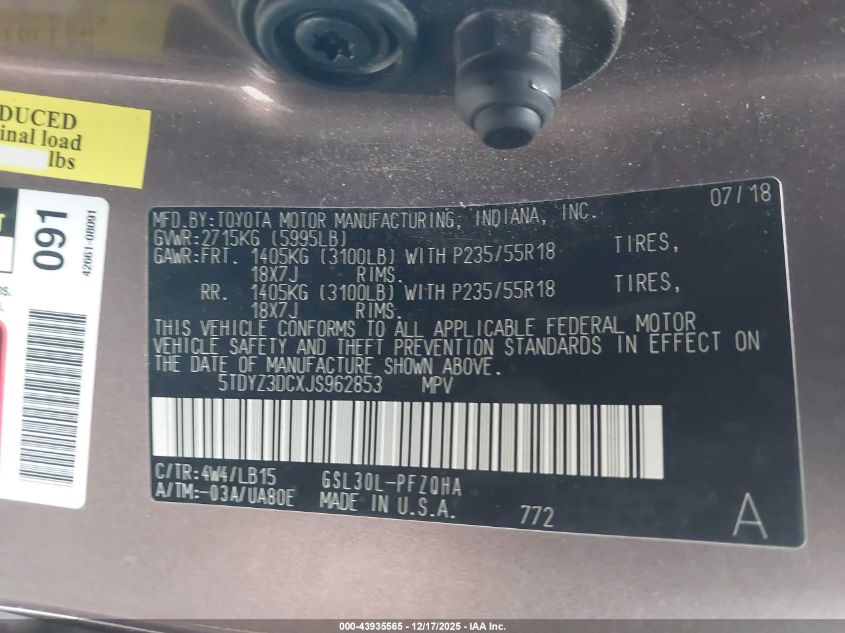 DUCED
inal load
lbs
091
42661-08091
07/18
MFD.BY:TOYOTA MOTOR MANUFACTURING, INDIANA, INC.
GVWR:2715KG (5995LB)
GAWR:FRT. 1405KG (3100LB) WITH P235/55R18 TIRES,
18X7J RIMS.
RR. 1405KG (3100LB) WITH P235/55R18 TIRES,
18X7J RIMS.
THIS VEHICLE CONFORMS TO ALL APPLICABLE FEDERAL MOTOR
VEHICLE SAFETY AND THEFT PREVENTION STANDARDS IN EFFECT ON
THE DATE OF MANUFACTURE SHOWN ABOVE.
5TDYZ3DCXJS962853 MPV
C/TR:4W4/LB15 GSL30L-PFZQHA
A/TM:-03A/UA80E MADE IN U.S.A. 772 A
000-43935565 - 12/17/2025 - IAA Inc.